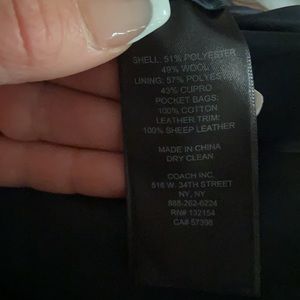 SHELL: 51% POLYESTER
49% WOOL
LINING: 57% POLYESTER
43% CUPRO
POCKET BAGS:
100% COTTON
LEATHER TRIM:
100% SHEEP LEATHER
MADE IN CHINA
DRY CLEAN
COACH INC.
516 W. 34TH STREET
NY, NY
888-262-6224
RN# 132154
CA# 57398